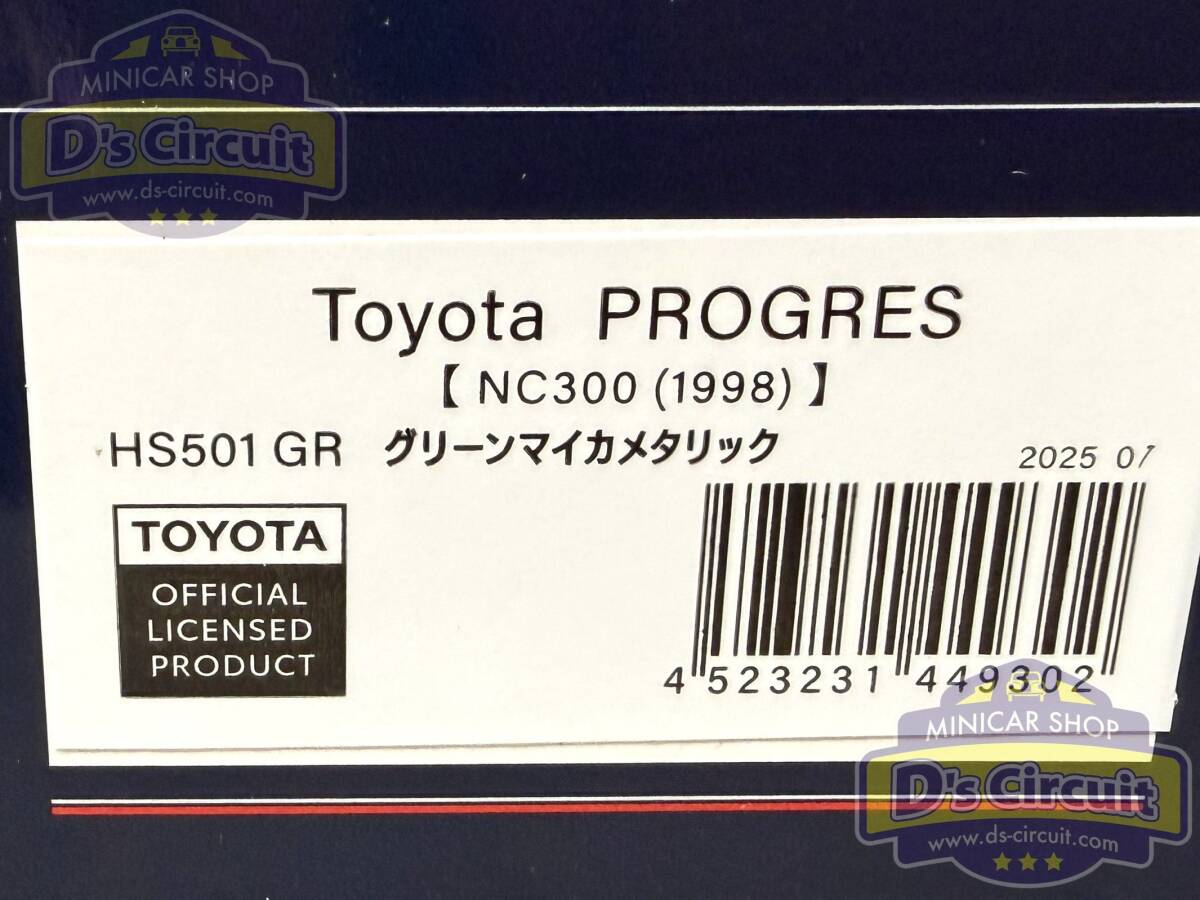 MINICAR SHOP
D's Circuit
www.ds-circuit.com
Toyota PROGRES
【 NC300 (1998) 】
HS501 GR グリーンマイカメタリック
2025 07
TOYOTA
OFFICIAL
LICENSED
PRODUCT
4 523231 449302
MINICAR SHOP
D's Circuit
www.ds-circuit.com